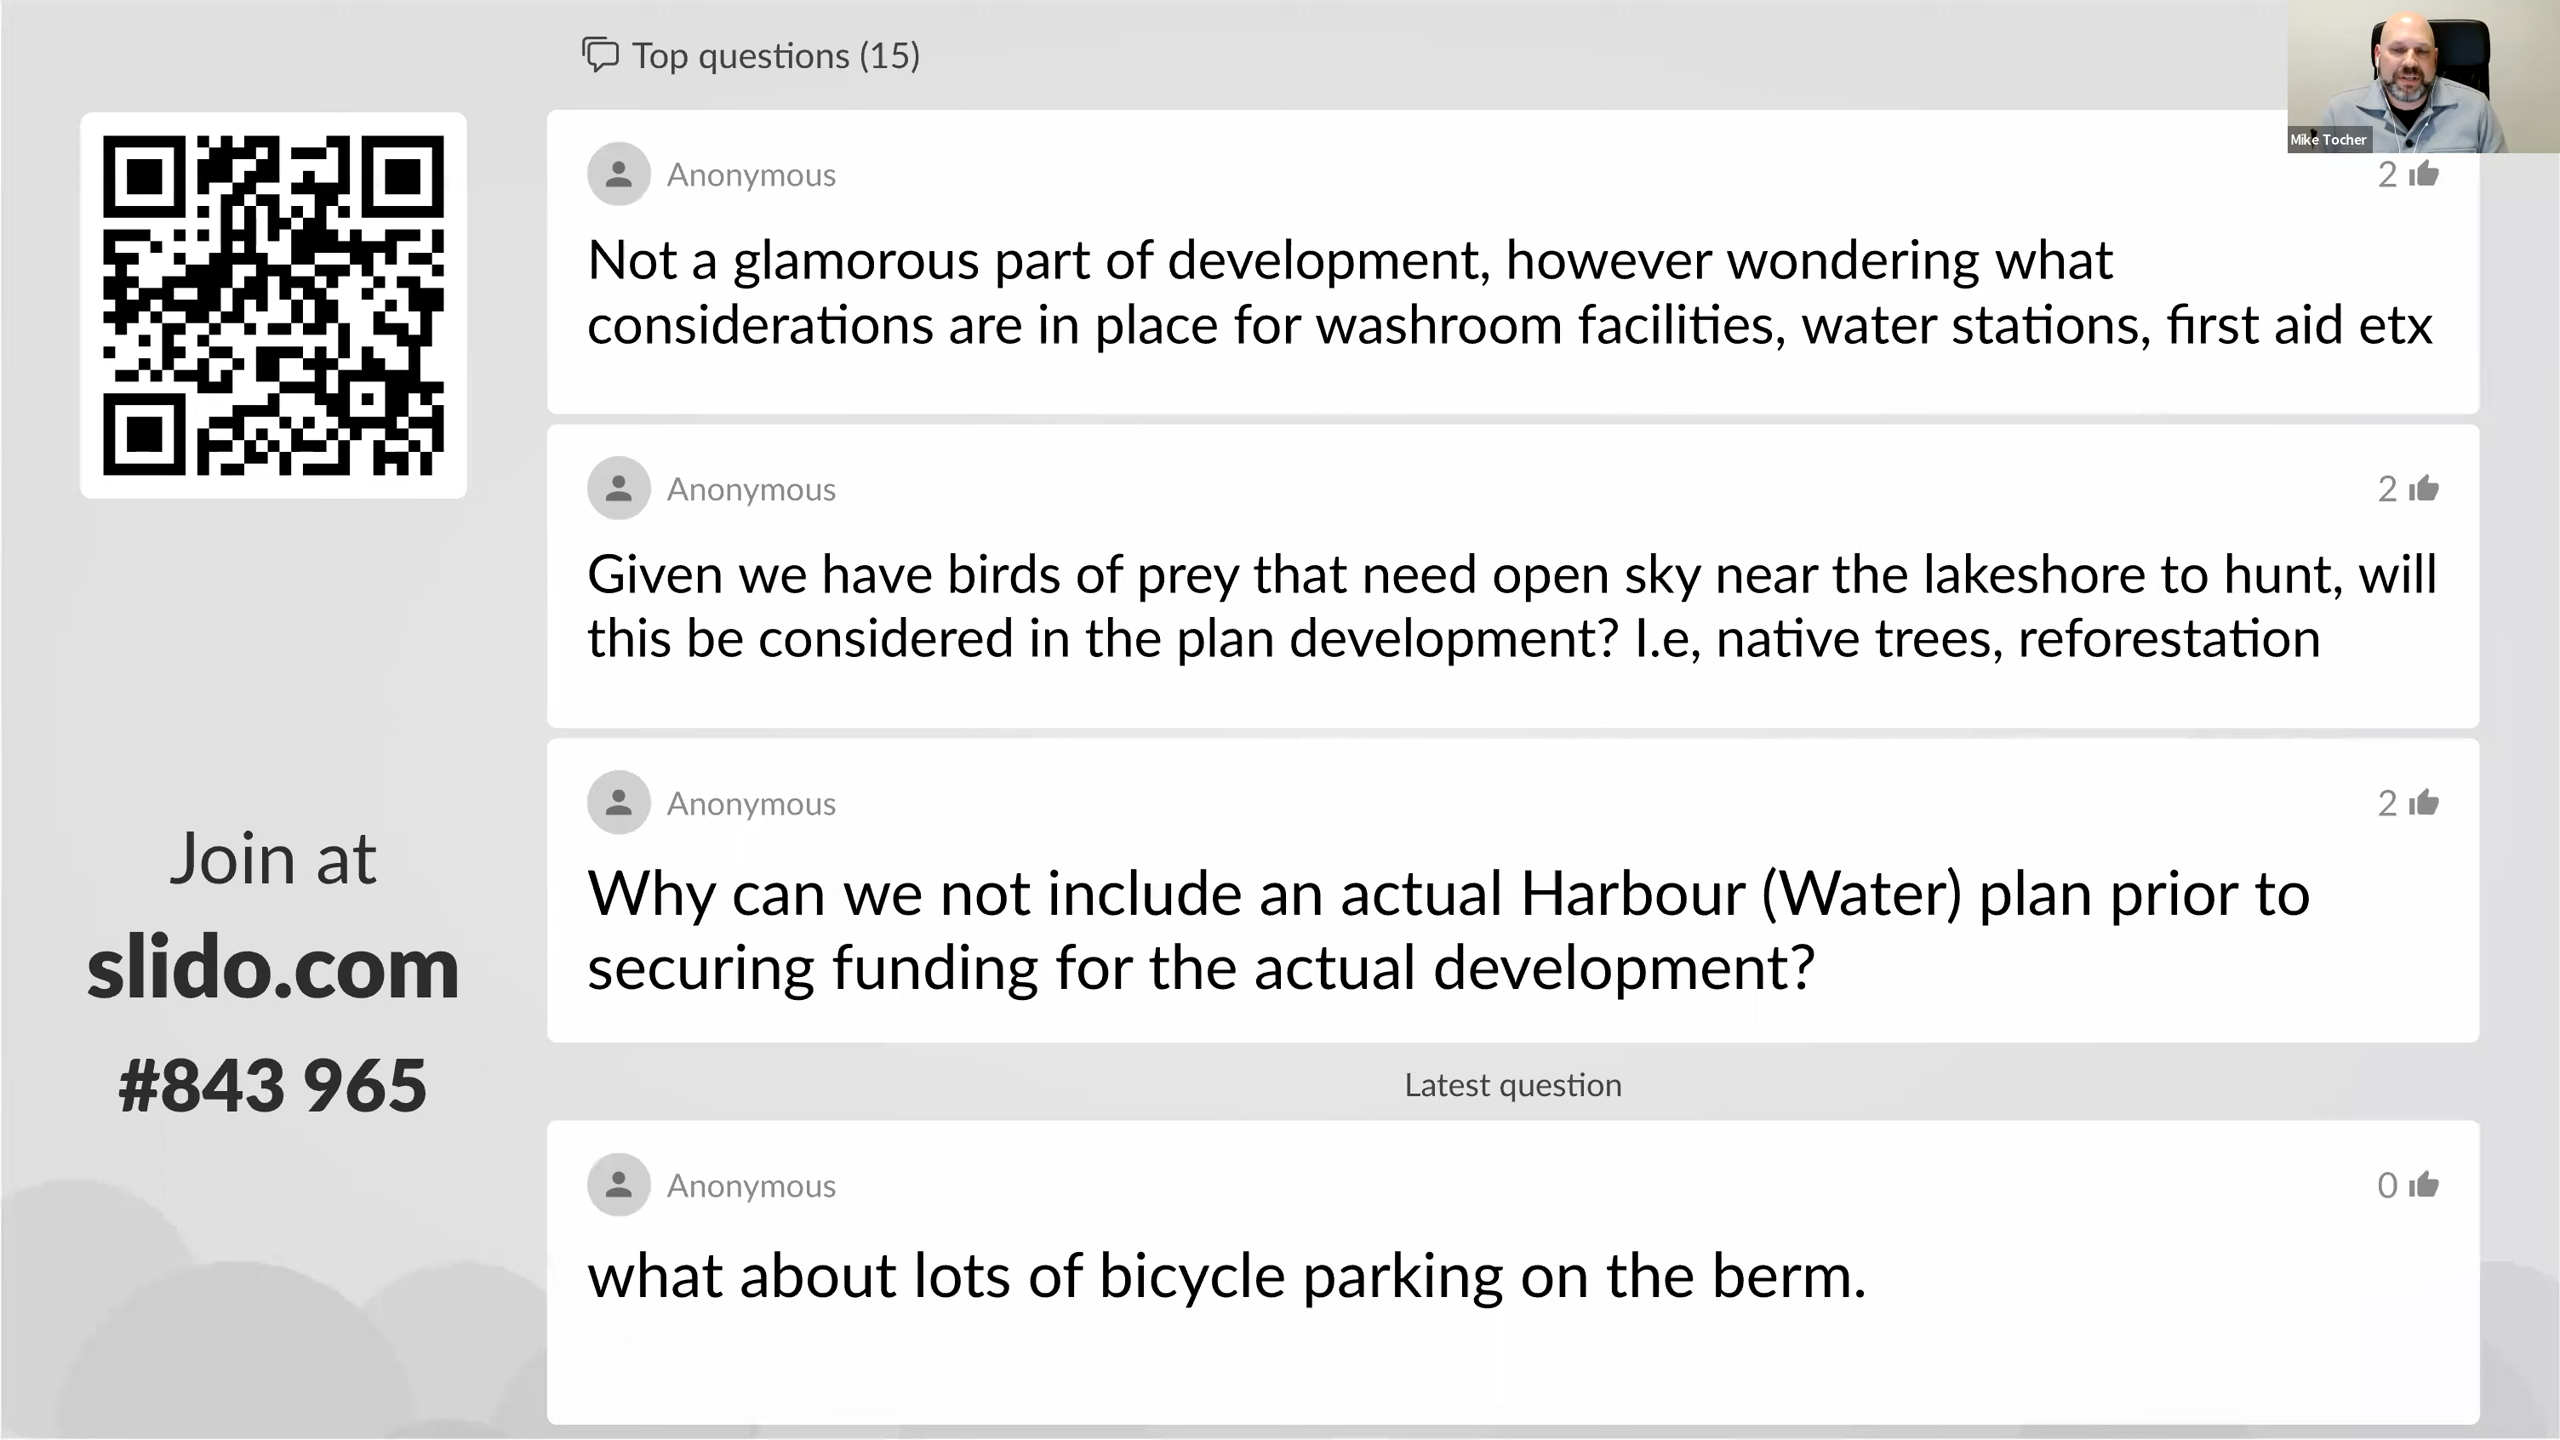 Top questions (15)
Mike Tocher
Anonymous
2
Not a glamorous part of development, however wondering what
considerations are in place for washroom facilities, water stations, first aid etx
Anonymous
2
Given we have birds of prey that need open sky near the lakeshore to hunt, will
this be considered in the plan development? I.e, native trees, reforestation
Anonymous
2
Why can we not include an actual Harbour (Water) plan prior to
securing funding for the actual development?
Latest question
Anonymous
0
what about lots of bicycle parking on the berm.
Join at
slido.com
#843 965